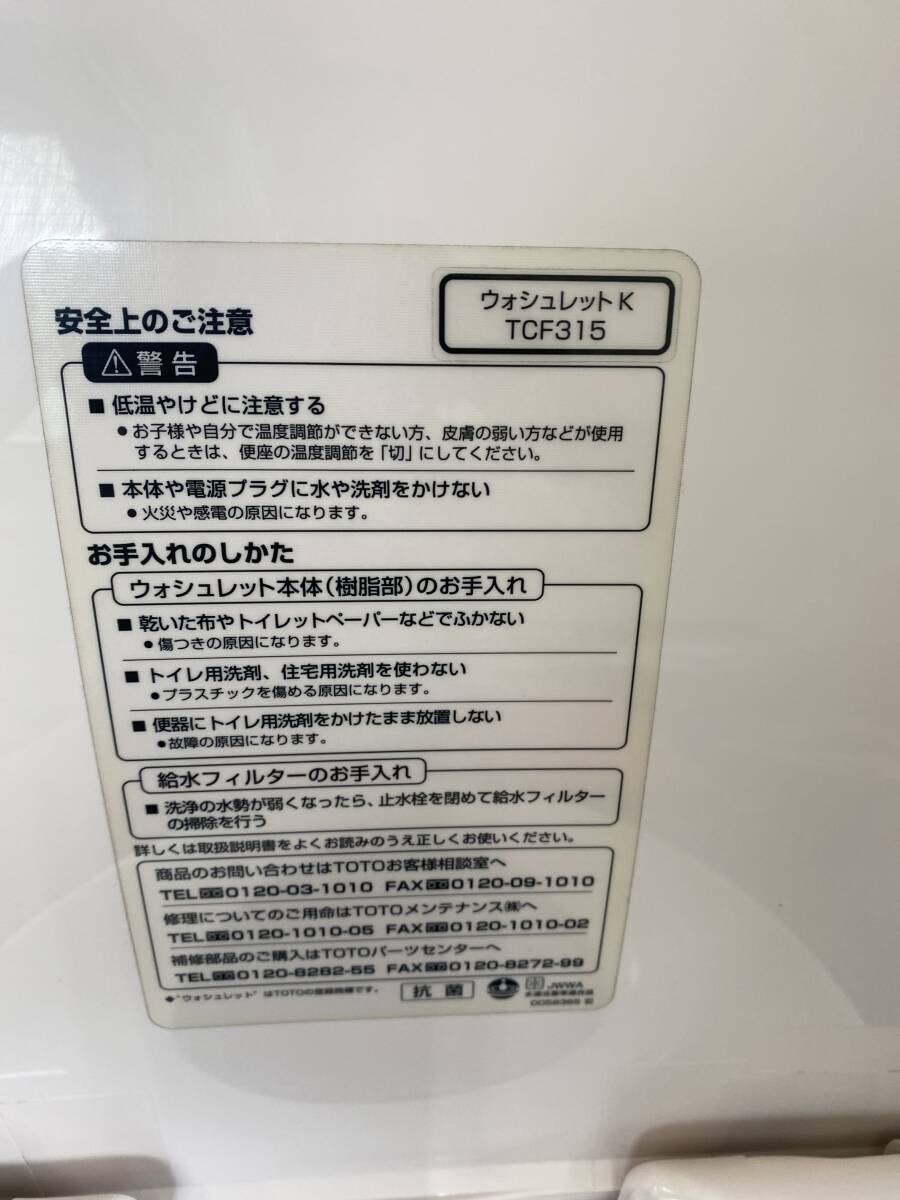 ウォシュレット K
TCF315
安全上のご注意
⚠警告
■ 低温やけどに注意する
● お子様や自分で温度調節ができない方、皮膚の弱い方などが使用
するときは、便座の温度調節を「切」にしてください。
■ 本体や電源プラグに水や洗剤をかけない
● 火災や感電の原因になります。
お手入れのしかた
ウォシュレット本体(樹脂部)のお手入れ
■ 乾いた布やトイレットペーパーなどでふかない
● 傷つきの原因になります。
■ トイレ用洗剤、住宅用洗剤を使わない
● プラスチックを傷める原因になります。
■ 便器にトイレ用洗剤をかけたまま放置しない
● 故障の原因になります。
給水フィルターのお手入れ
■ 洗浄の水勢が弱くなったら、止水栓を閉めて給水フィルター
の掃除を行う
詳しくは取扱説明書をよくお読みのうえ正しくお使いください。
商品のお問い合わせはTOTOお客様相談室へ
TEL 0120-03-1010 FAX 0120-09-1010
修理についてのご用命はTOTOメンテナンス㈱へ
TEL 0120-1010-05 FAX 0120-1010-02
補修部品のご購入はTOTOパーツセンターへ
TEL 0120-8282-55 FAX 0120-8272-99
◆"ウォシュレット" はTOTOの登録商標です。
抗菌
JWWA